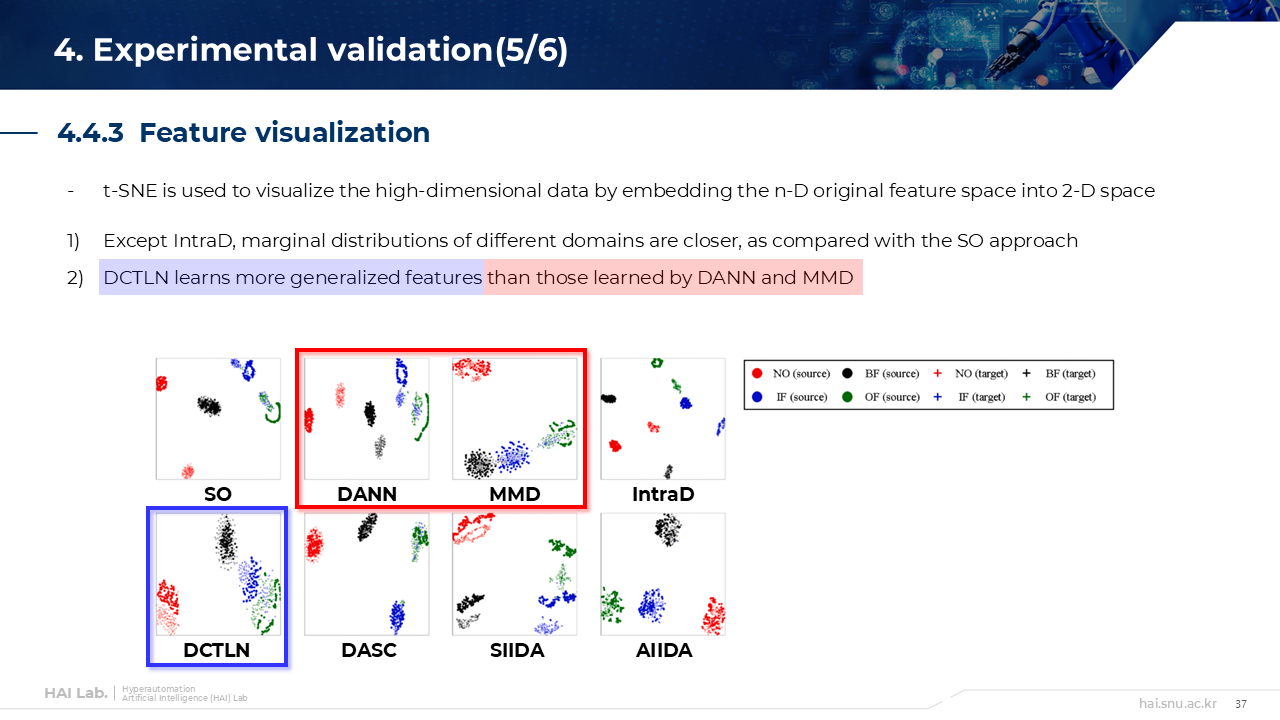 4. Experimental validation(5/6)
4.4.3 Feature visualization
- t-SNE is used to visualize the high-dimensional data by embedding the n-D original feature space into 2-D space
1) Except IntraD, marginal distributions of different domains are closer, as compared with the SO approach
2) DCTLN learns more generalized features than those learned by DANN and MMD
NO (source) BF (source) NO (target) BF (target)
IF (source) OF (source) IF (target) OF (target)
SO DANN MMD IntraD
DCTLN DASC SIIDA AIIDA
HAI Lab.
Hyperautomation
Artificial Intelligence (HAI) Lab
hai.snu.ac.kr 37